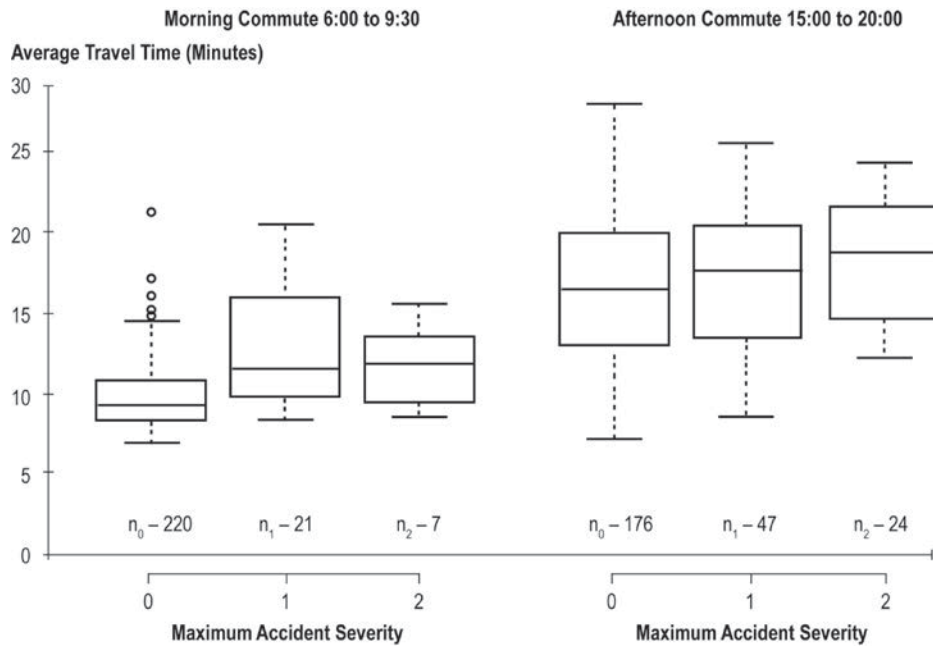 Morning Commute 6:00 to 9:30
Afternoon Commute 15:00 to 20:00
Average Travel Time (Minutes)
30
25
20
15
10
5
0
n₀ – 220
n₁ – 21
n₂ – 7
n₀ – 176
n₁ – 47
n₂ – 24
0
1
2
0
1
2
Maximum Accident Severity
Maximum Accident Severity